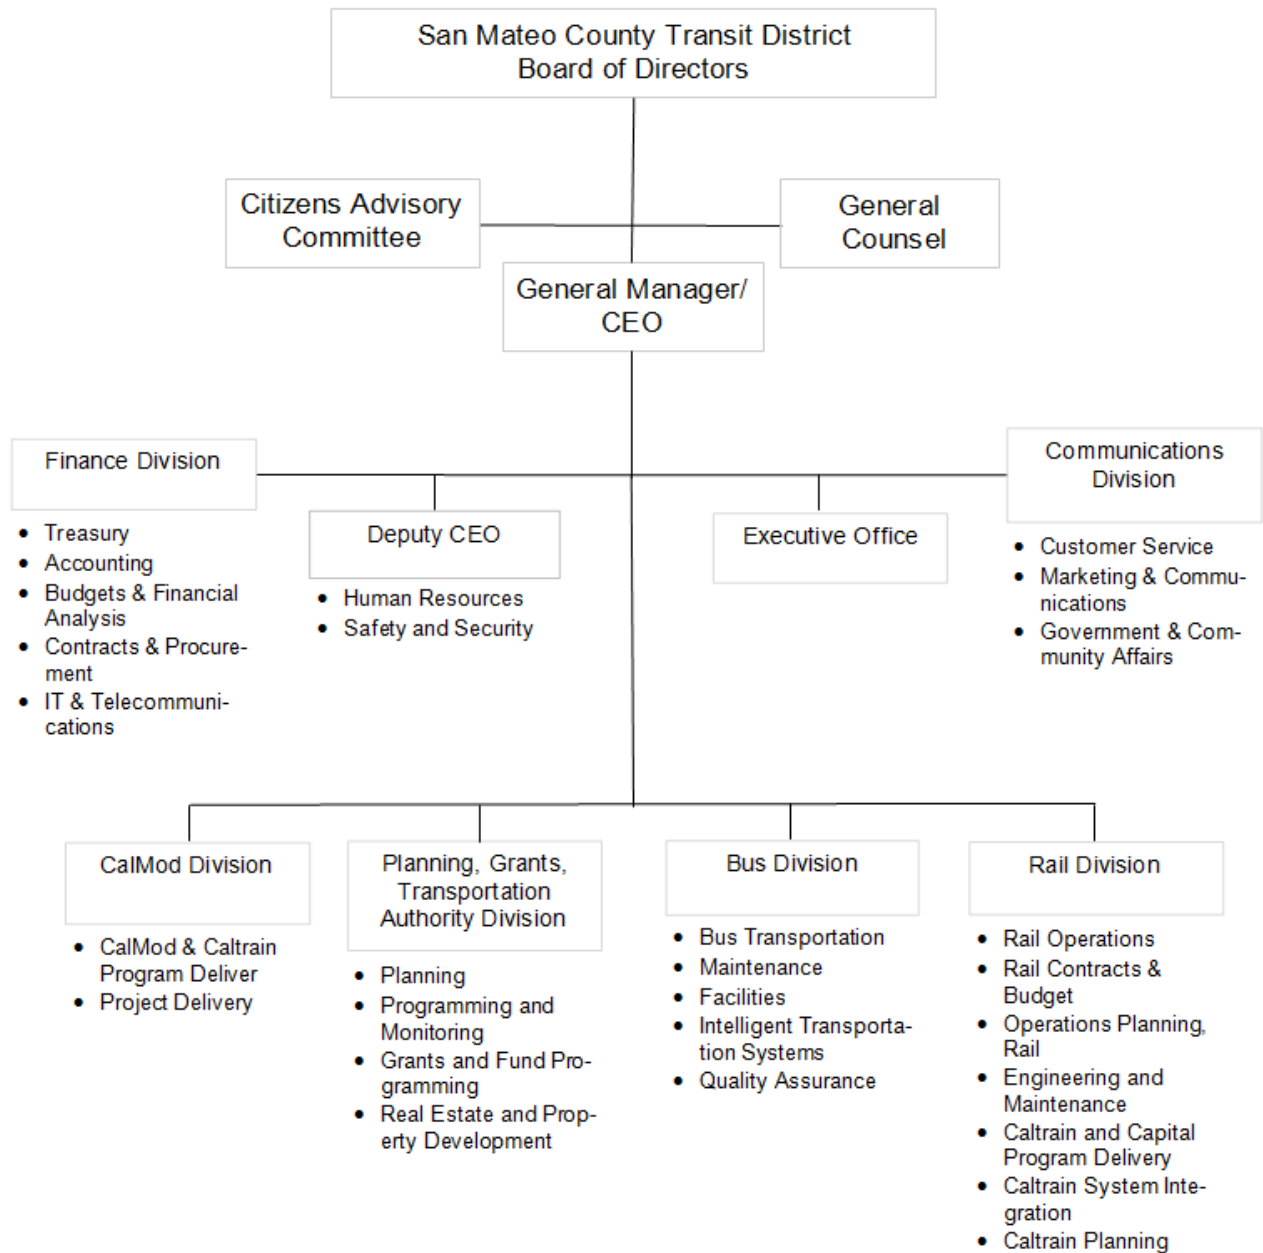 San Mateo County Transit District
Board of Directors
Citizens Advisory
Committee
General
Counsel
General Manager/
CEO
Finance Division
• Treasury
• Accounting
• Budgets & Financial
Analysis
• Contracts & Procure-
ment
• IT & Telecommuni-
cations
Deputy CEO
• Human Resources
• Safety and Security
Executive Office
Communications
Division
• Customer Service
• Marketing & Commu-
nications
• Government & Com-
munity Affairs
CalMod Division
• CalMod & Caltrain
Program Deliver
• Project Delivery
Planning, Grants,
Transportation
Authority Division
• Planning
• Programming and
Monitoring
• Grants and Fund Pro-
gramming
• Real Estate and Prop-
erty Development
Bus Division
• Bus Transportation
• Maintenance
• Facilities
• Intelligent Transporta-
tion Systems
• Quality Assurance
Rail Division
• Rail Operations
• Rail Contracts &
Budget
• Operations Planning,
Rail
• Engineering and
Maintenance
• Caltrain and Capital
Program Delivery
• Caltrain System Inte-
gration
• Caltrain Planning